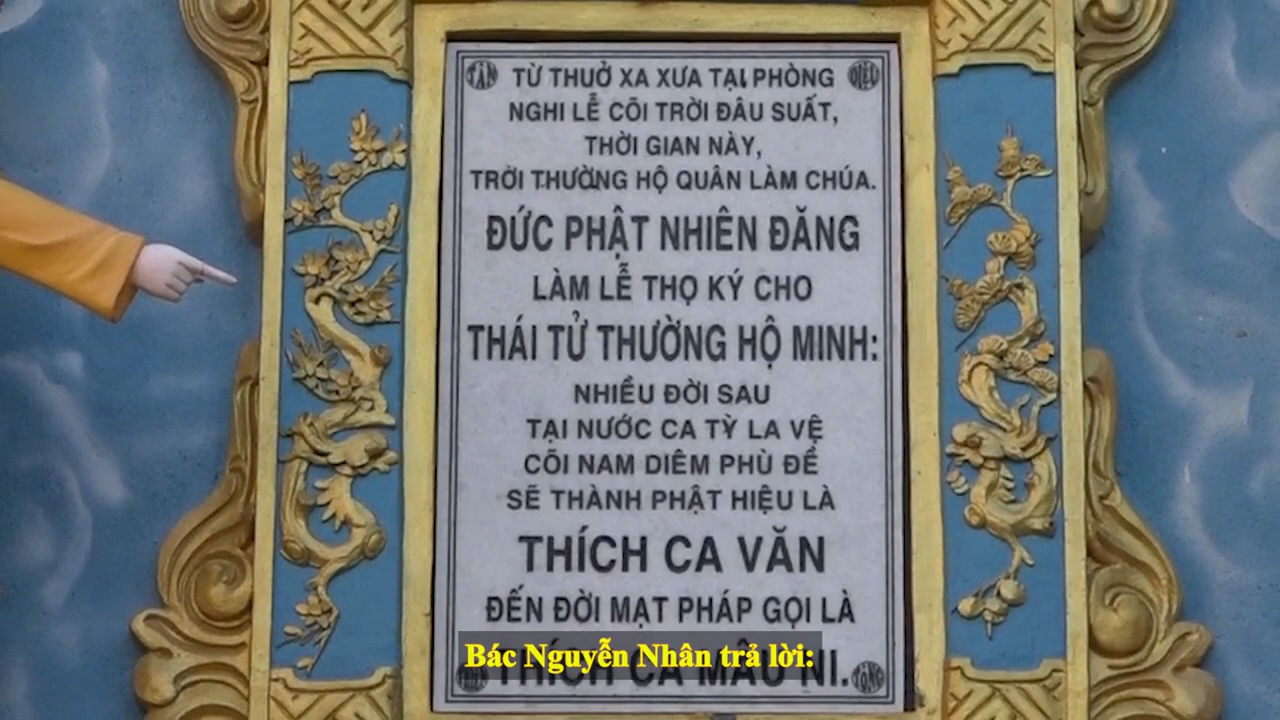 TÂN TỪ THUỞ XA XƯA TẠI PHÒNG DIỆU
NGHI LỄ CÕI TRỜI ĐÂU SUẤT,
THỜI GIAN NÀY,
TRỜI THƯỜNG HỘ QUÂN LÀM CHÚA.
ĐỨC PHẬT NHIÊN ĐĂNG
LÀM LỄ THỌ KÝ CHO
THÁI TỬ THƯỜNG HỘ MINH:
NHIỀU ĐỜI SAU
TẠI NƯỚC CA TỲ LA VỆ
CÕI NAM DIÊM PHÙ ĐỀ
SẼ THÀNH PHẬT HIỆU LÀ
THÍCH CA VĂN
ĐẾN ĐỜI MẠT PHÁP GỌI LÀ
Bác Nguyễn Nhân trả lời:
THÍCH CA MÂU NI. TÔNG